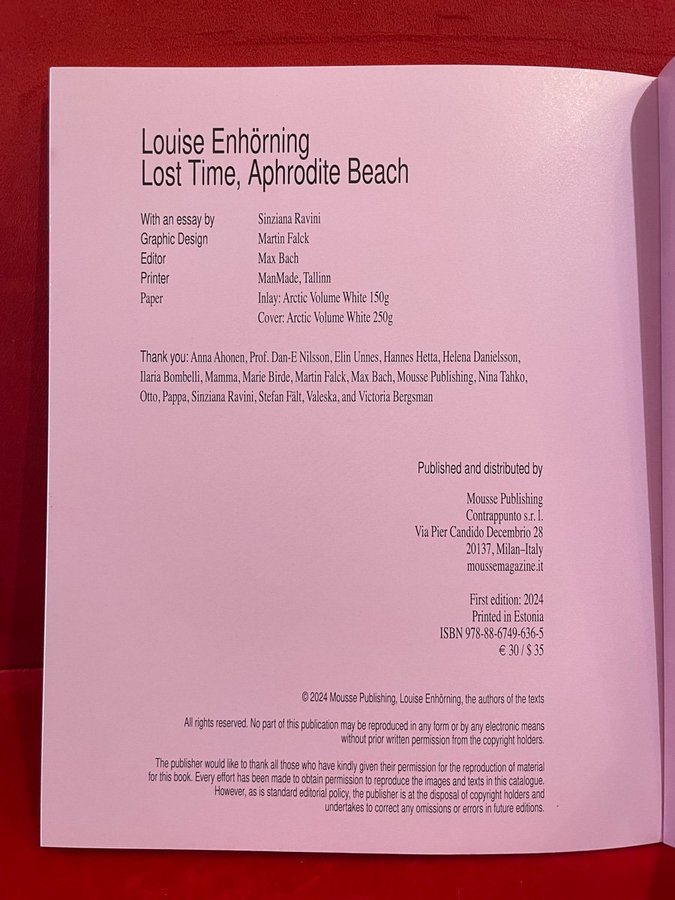 Louise Enhörning
Lost Time, Aphrodite Beach
With an essay by Sinziana Ravini
Graphic Design Martin Falck
Editor Max Bach
Printer ManMade, Tallinn
Paper Inlay: Arctic Volume White 150g
Cover: Arctic Volume White 250g
Thank you: Anna Ahonen, Prof. Dan-E Nilsson, Elin Unnes, Hannes Hetta, Helena Danielsson,
Ilaria Bombelli, Mamma, Marie Birde, Martin Falck, Max Bach, Mousse Publishing, Nina Tahko,
Otto, Pappa, Sinziana Ravini, Stefan Fält, Valeska, and Victoria Bergsman
Published and distributed by
Mousse Publishing
Contrappunto s.r. l.
Via Pier Candido Decembrio 28
20137, Milan–Italy
moussemagazine.it
First edition: 2024
Printed in Estonia
ISBN 978-88-6749-636-5
€ 30 / $ 35
© 2024 Mousse Publishing, Louise Enhörning, the authors of the texts
All rights reserved. No part of this publication may be reproduced in any form or by any electronic means
without prior written permission from the copyright holders.
The publisher would like to thank all those who have kindly given their permission for the reproduction of material
for this book. Every effort has been made to obtain permission to reproduce the images and texts in this catalogue.
However, as is standard editorial policy, the publisher is at the disposal of copyright holders and
undertakes to correct any omissions or errors in future editions.